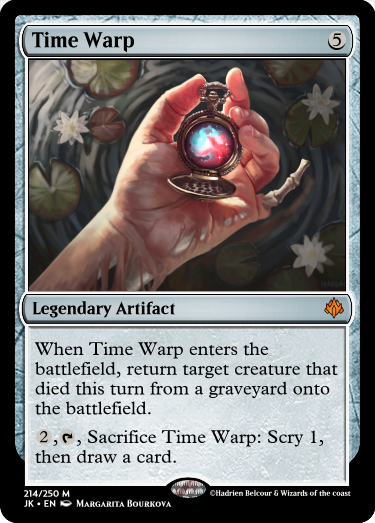 Time Warp 5
Legendary Artifact
When Time Warp enters the
battlefield, return target creature that
died this turn from a graveyard onto
the battlefield.
2, , Sacrifice Time Warp: Scry 1,
then draw a card.
214/250 M
JK • EN Margarita Bourkova
©Hadrien Belcour & Wizards of the coast